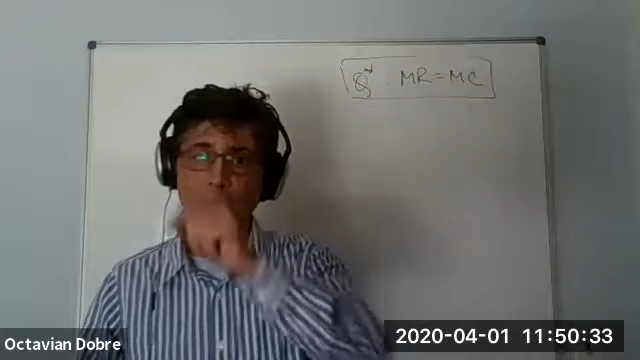 Q* : MR = MC
Octavian Dobre
2020-04-01 11:50:33